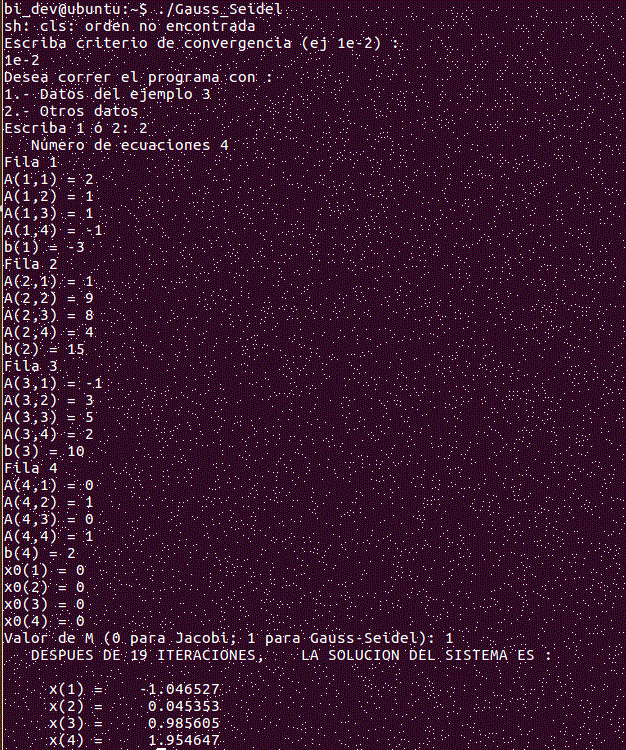 bi_dev@ubuntu:~$ ./Gauss_Seidel
sh: cls: orden no encontrada
Escriba criterio de convergencia (ej 1e-2) :
1e-2
Desea correr el programa con :
1.- Datos del ejemplo 3
2.- Otros datos
Escriba 1 ó 2: 2
Número de ecuaciones 4
Fila 1
A(1,1) = 2
A(1,2) = 1
A(1,3) = 1
A(1,4) = -1
b(1) = -3
Fila 2
A(2,1) = 1
A(2,2) = 9
A(2,3) = 8
A(2,4) = 4
b(2) = 15
Fila 3
A(3,1) = -1
A(3,2) = 3
A(3,3) = 5
A(3,4) = 2
b(3) = 10
Fila 4
A(4,1) = 0
A(4,2) = 1
A(4,3) = 0
A(4,4) = 1
b(4) = 2
x0(1) = 0
x0(2) = 0
x0(3) = 0
x0(4) = 0
Valor de M (0 para Jacobi; 1 para Gauss-Seidel): 1
DESPUES DE 19 ITERACIONES, LA SOLUCION DEL SISTEMA ES :
x(1) = -1.046527
x(2) = 0.045353
x(3) = 0.985605
x(4) = 1.954647